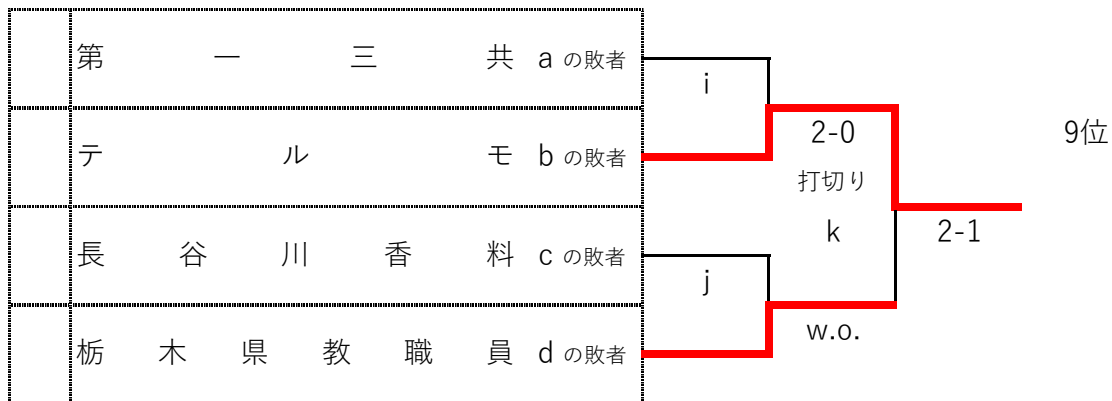 第一三共 a の敗者
i
2-0
9位
テルモ b の敗者
打切り
k
2-1
長谷川香料 c の敗者
j
w.o.
栃木県教職員 d の敗者